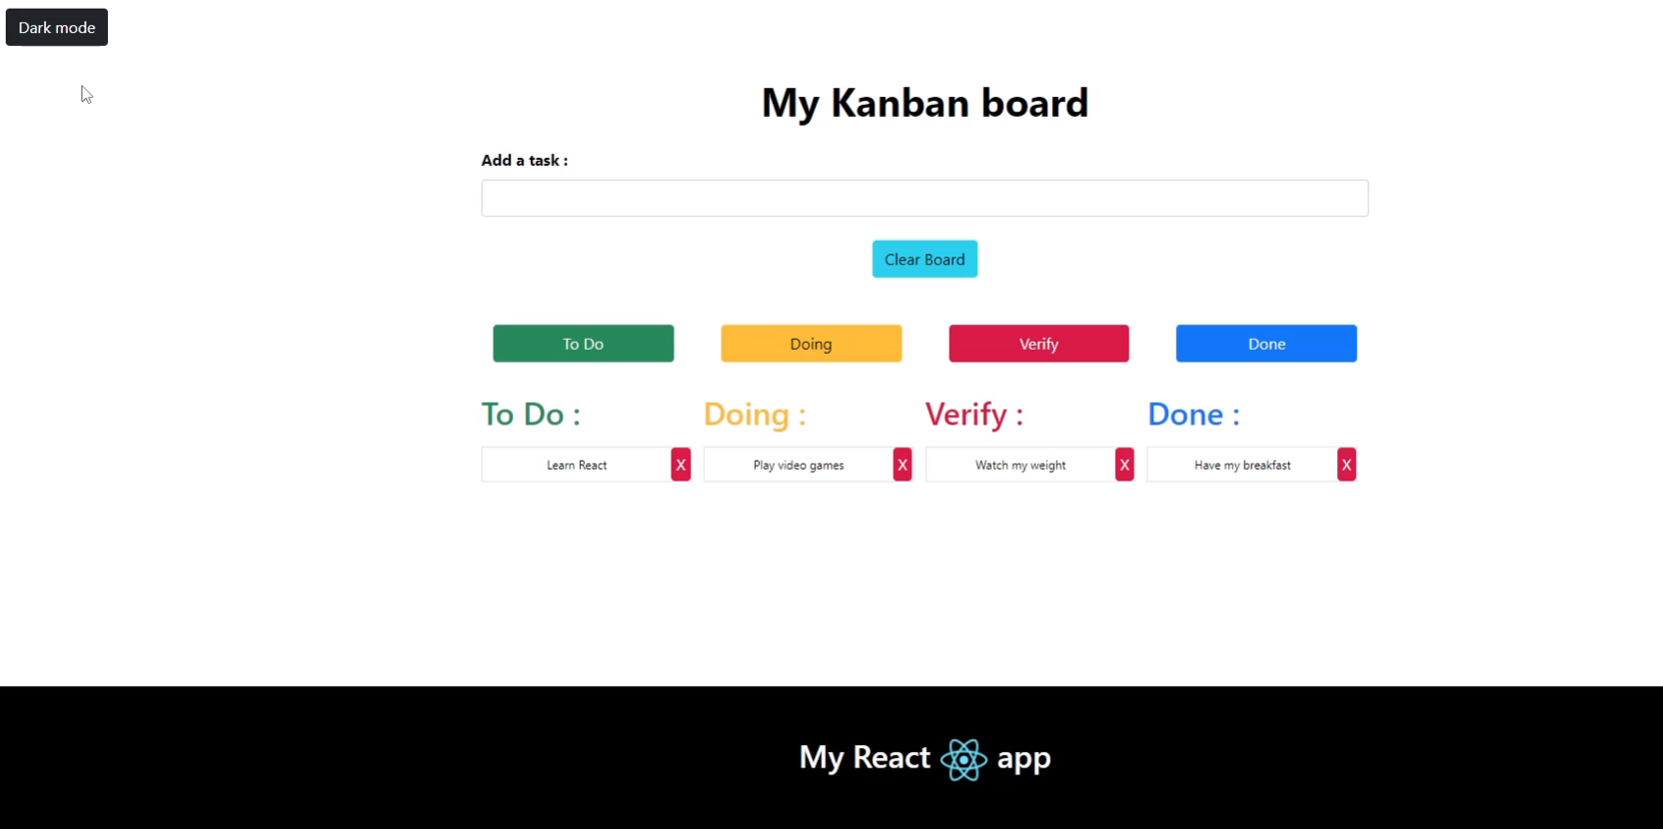 Dark mode
My Kanban board
Add a task :
Clear Board
To Do
Doing
Verify
Done
To Do :
Doing :
Verify :
Done :
Learn React X
Play video games X
Watch my weight X
Have my breakfast X
My React app